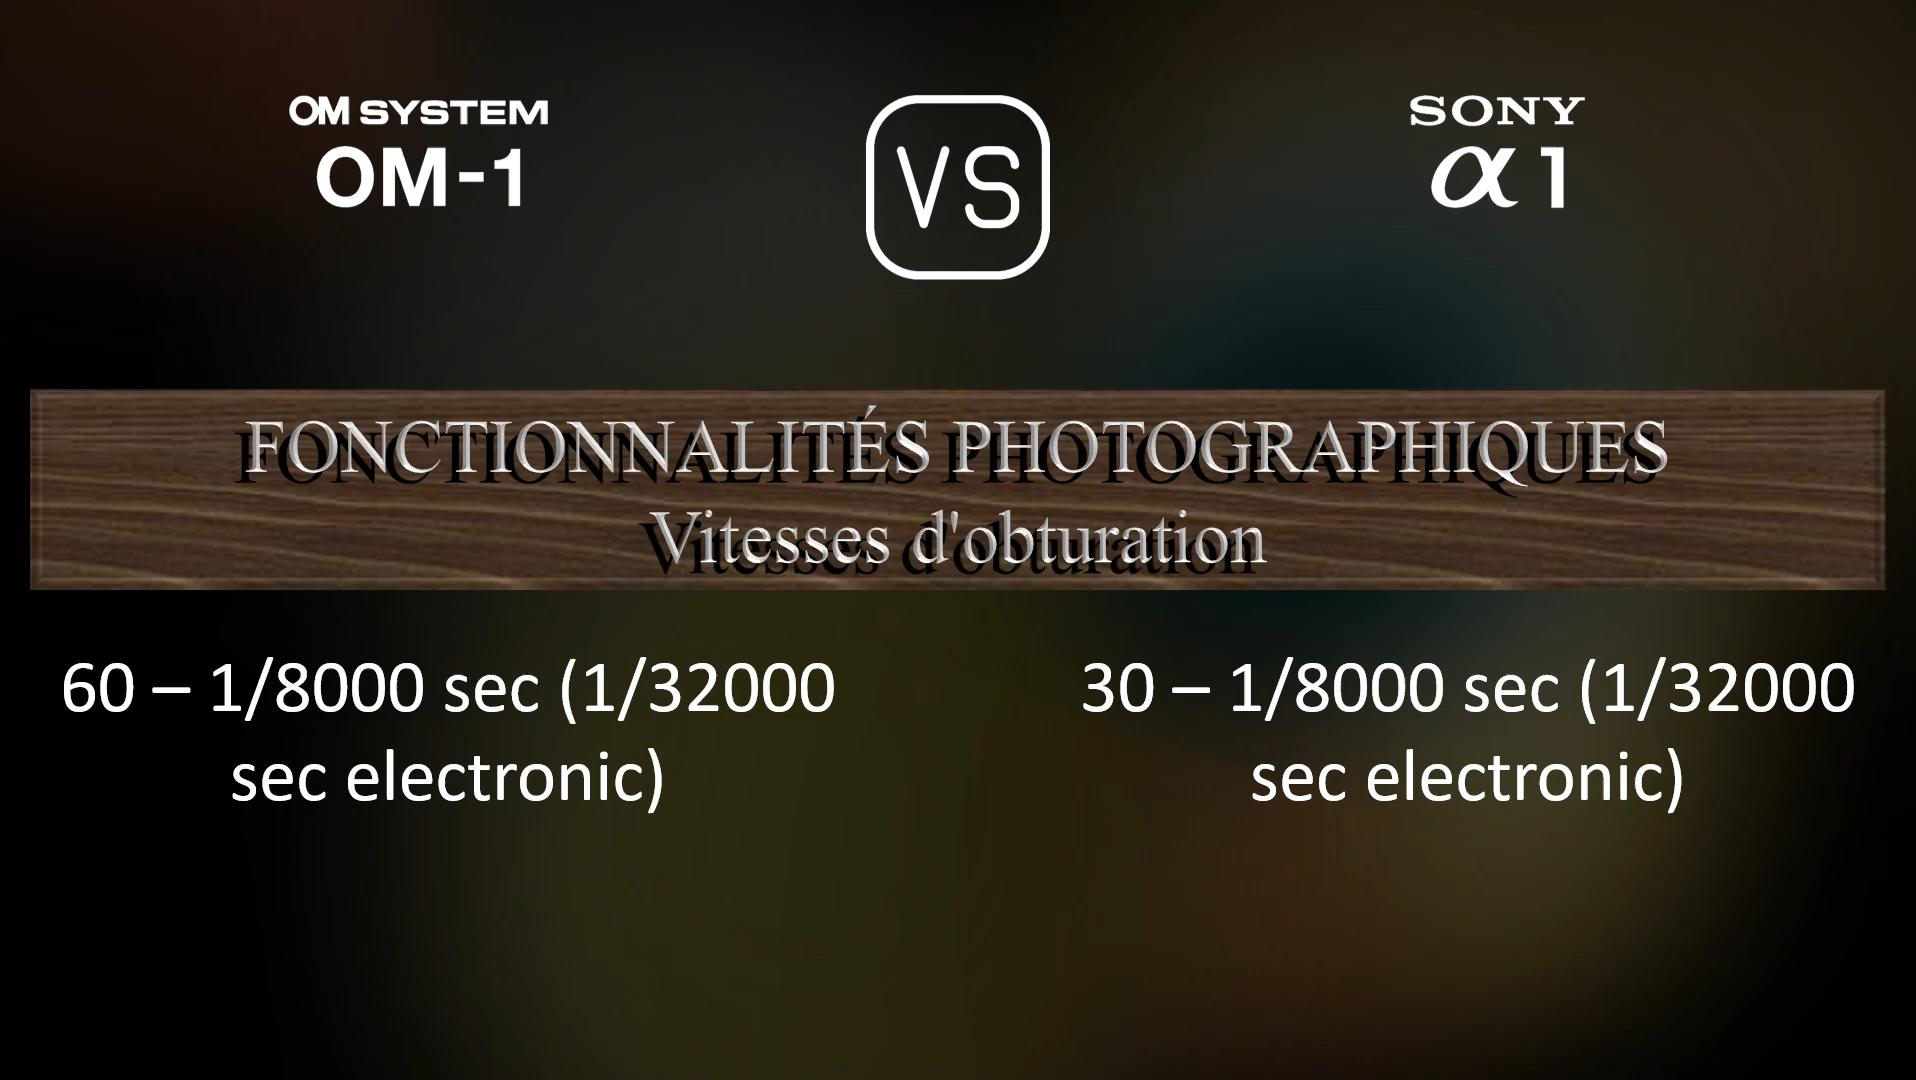 OM SYSTEM
OM-1
VS
SONY
α 1
FONCTIONNALITÉS PHOTOGRAPHIQUES
Vitesses d'obturation
60 – 1/8000 sec (1/32000
sec electronic)
30 – 1/8000 sec (1/32000
sec electronic)